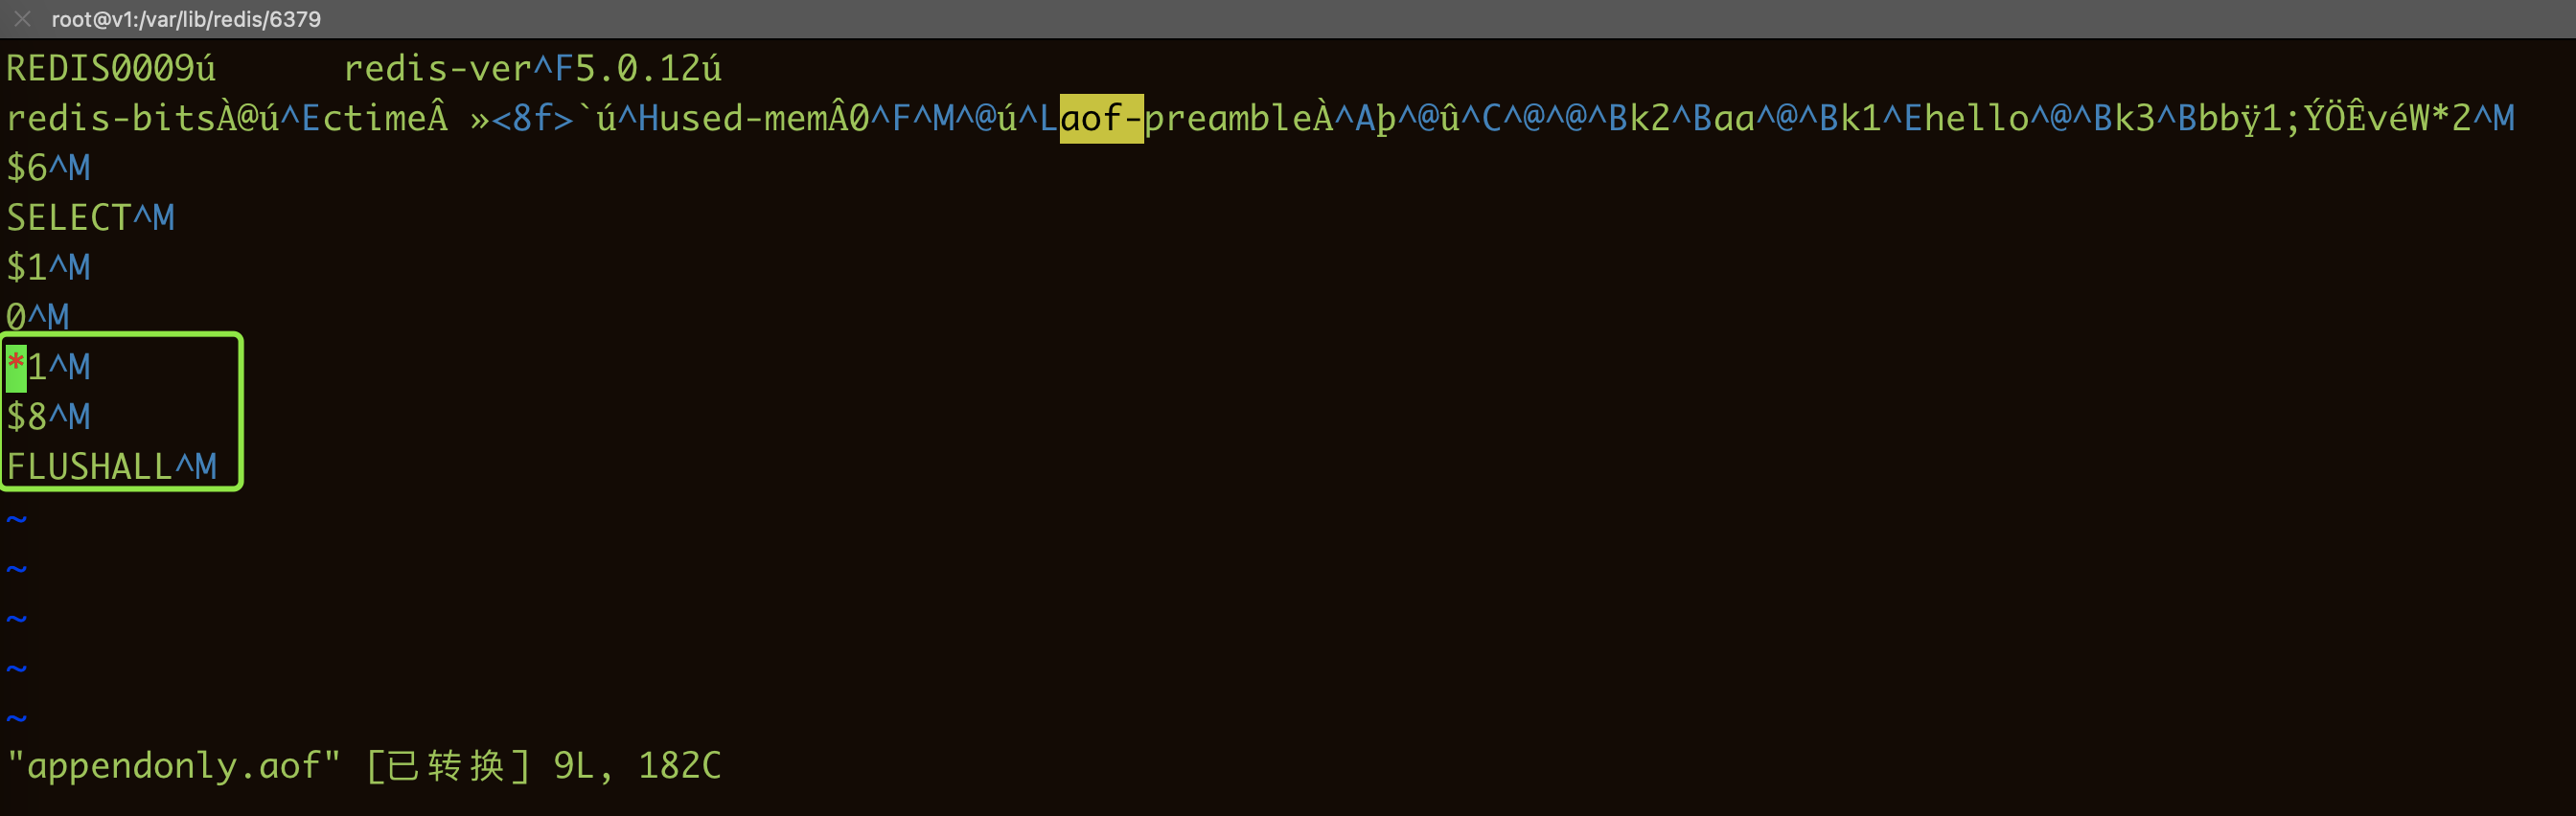 root@v1:/var/lib/redis/6379
REDIS0009ú      redis-ver^F5.0.12ú
redis-bitsÀ@ú^EctimeÂ »<8f>`ú^Hused-memÂ0^F^M^@ú^Laof-preambleÀ^Aþ^@û^C^@^@^Bk2^Baa^@^Bk1^Ehello^@^Bk3^Bbbÿ1;ÝÖÊvéW*2^M
$6^M
SELECT^M
$1^M
0^M
*1^M
$8^M
FLUSHALL^M
~
~
~
~
~
"appendonly.aof" [已转换] 9L, 182C